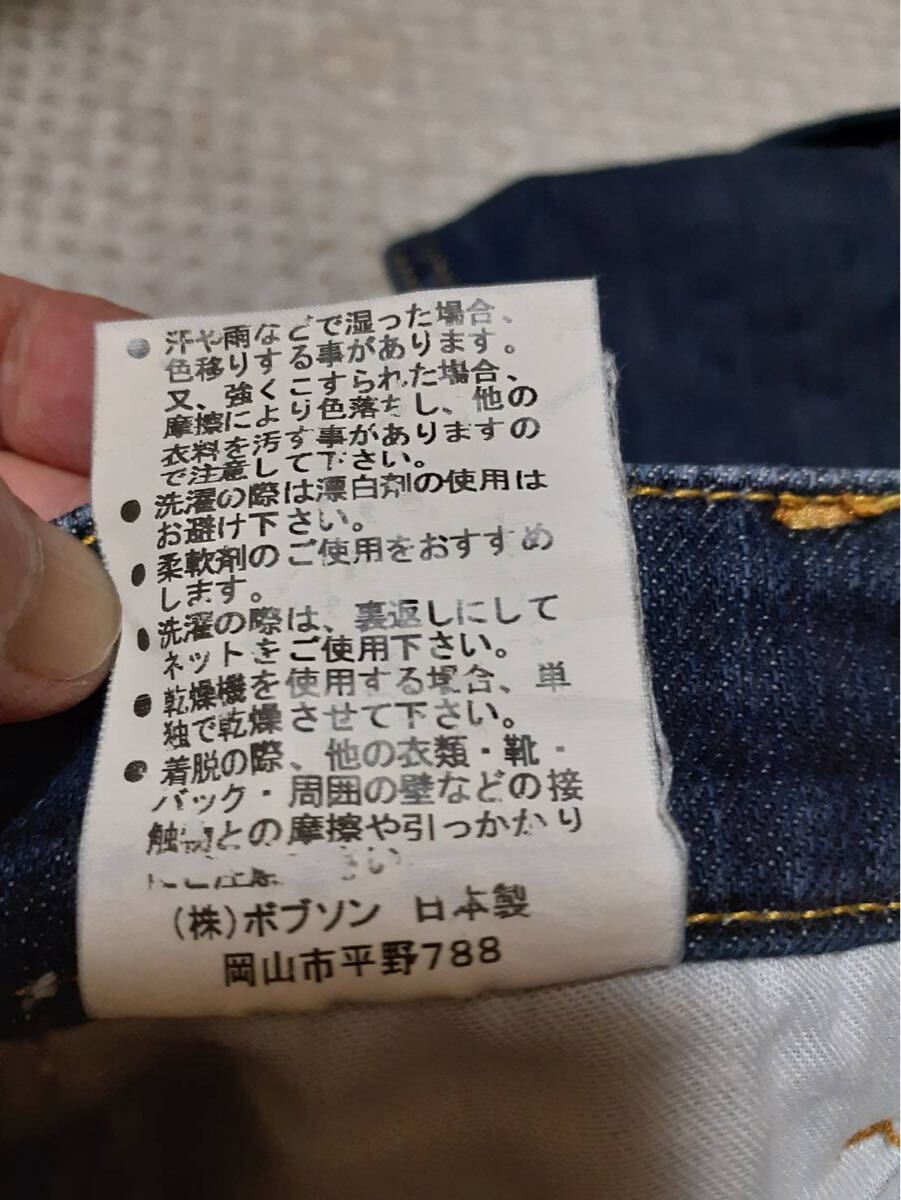 ● 汗や雨などで湿った場合、
色移りする事があります。
又、強くこすられた場合、
摩擦により色落ちし、他の
衣料を汚す事がありますの
で注意して下さい。
● 洗濯の際は漂白剤の使用は
お避け下さい。
● 柔軟剤のご使用をおすすめ
します。
● 洗濯の際は、裏返しにして
ネットをご使用下さい。
● 乾燥機を使用する場合、単
独で乾燥させて下さい。
● 着脱の際、他の衣類・靴・
バック・周囲の壁などの接
触物との摩擦や引っかかり
にご注意 さい
(株)ボブソン 日本製
岡山市平野788